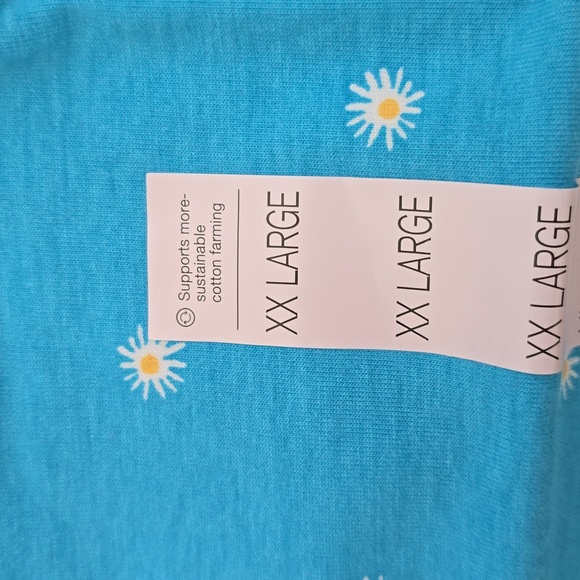 Supports more-
sustainable
cotton farming
XX LARGE
XX LARGE
XX LARGE